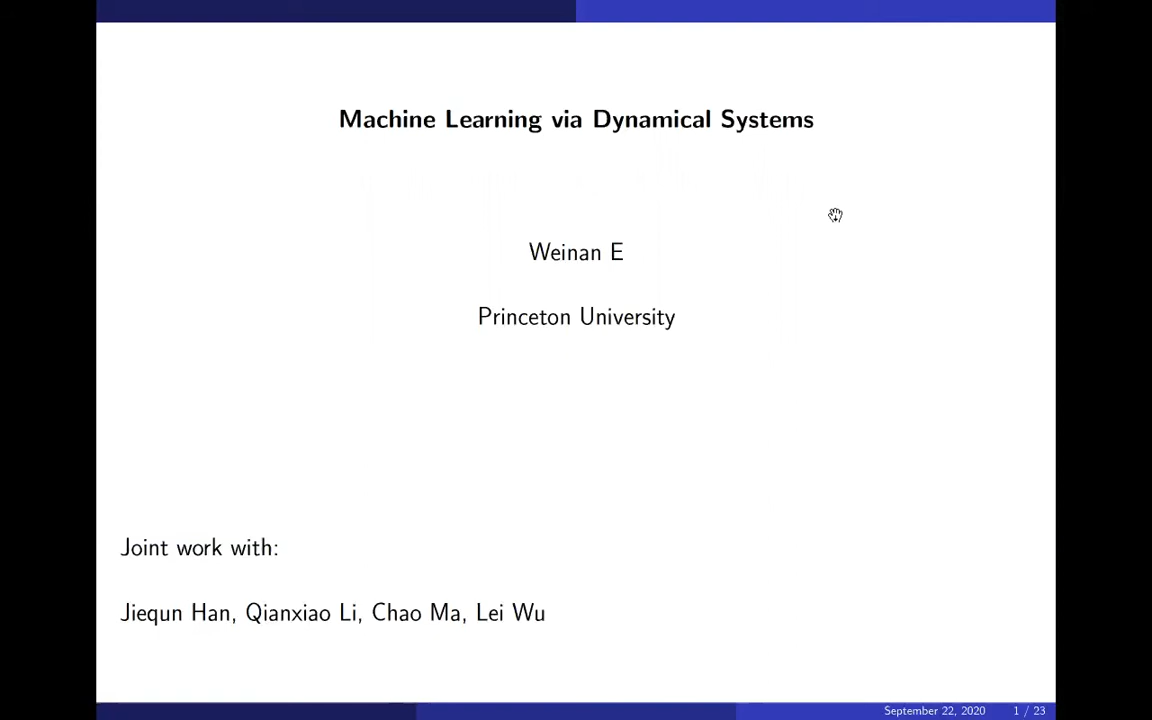 Machine Learning via Dynamical Systems
Weinan E
Princeton University
Joint work with:
Jiequn Han, Qianxiao Li, Chao Ma, Lei Wu
September 22, 2020 1 / 23